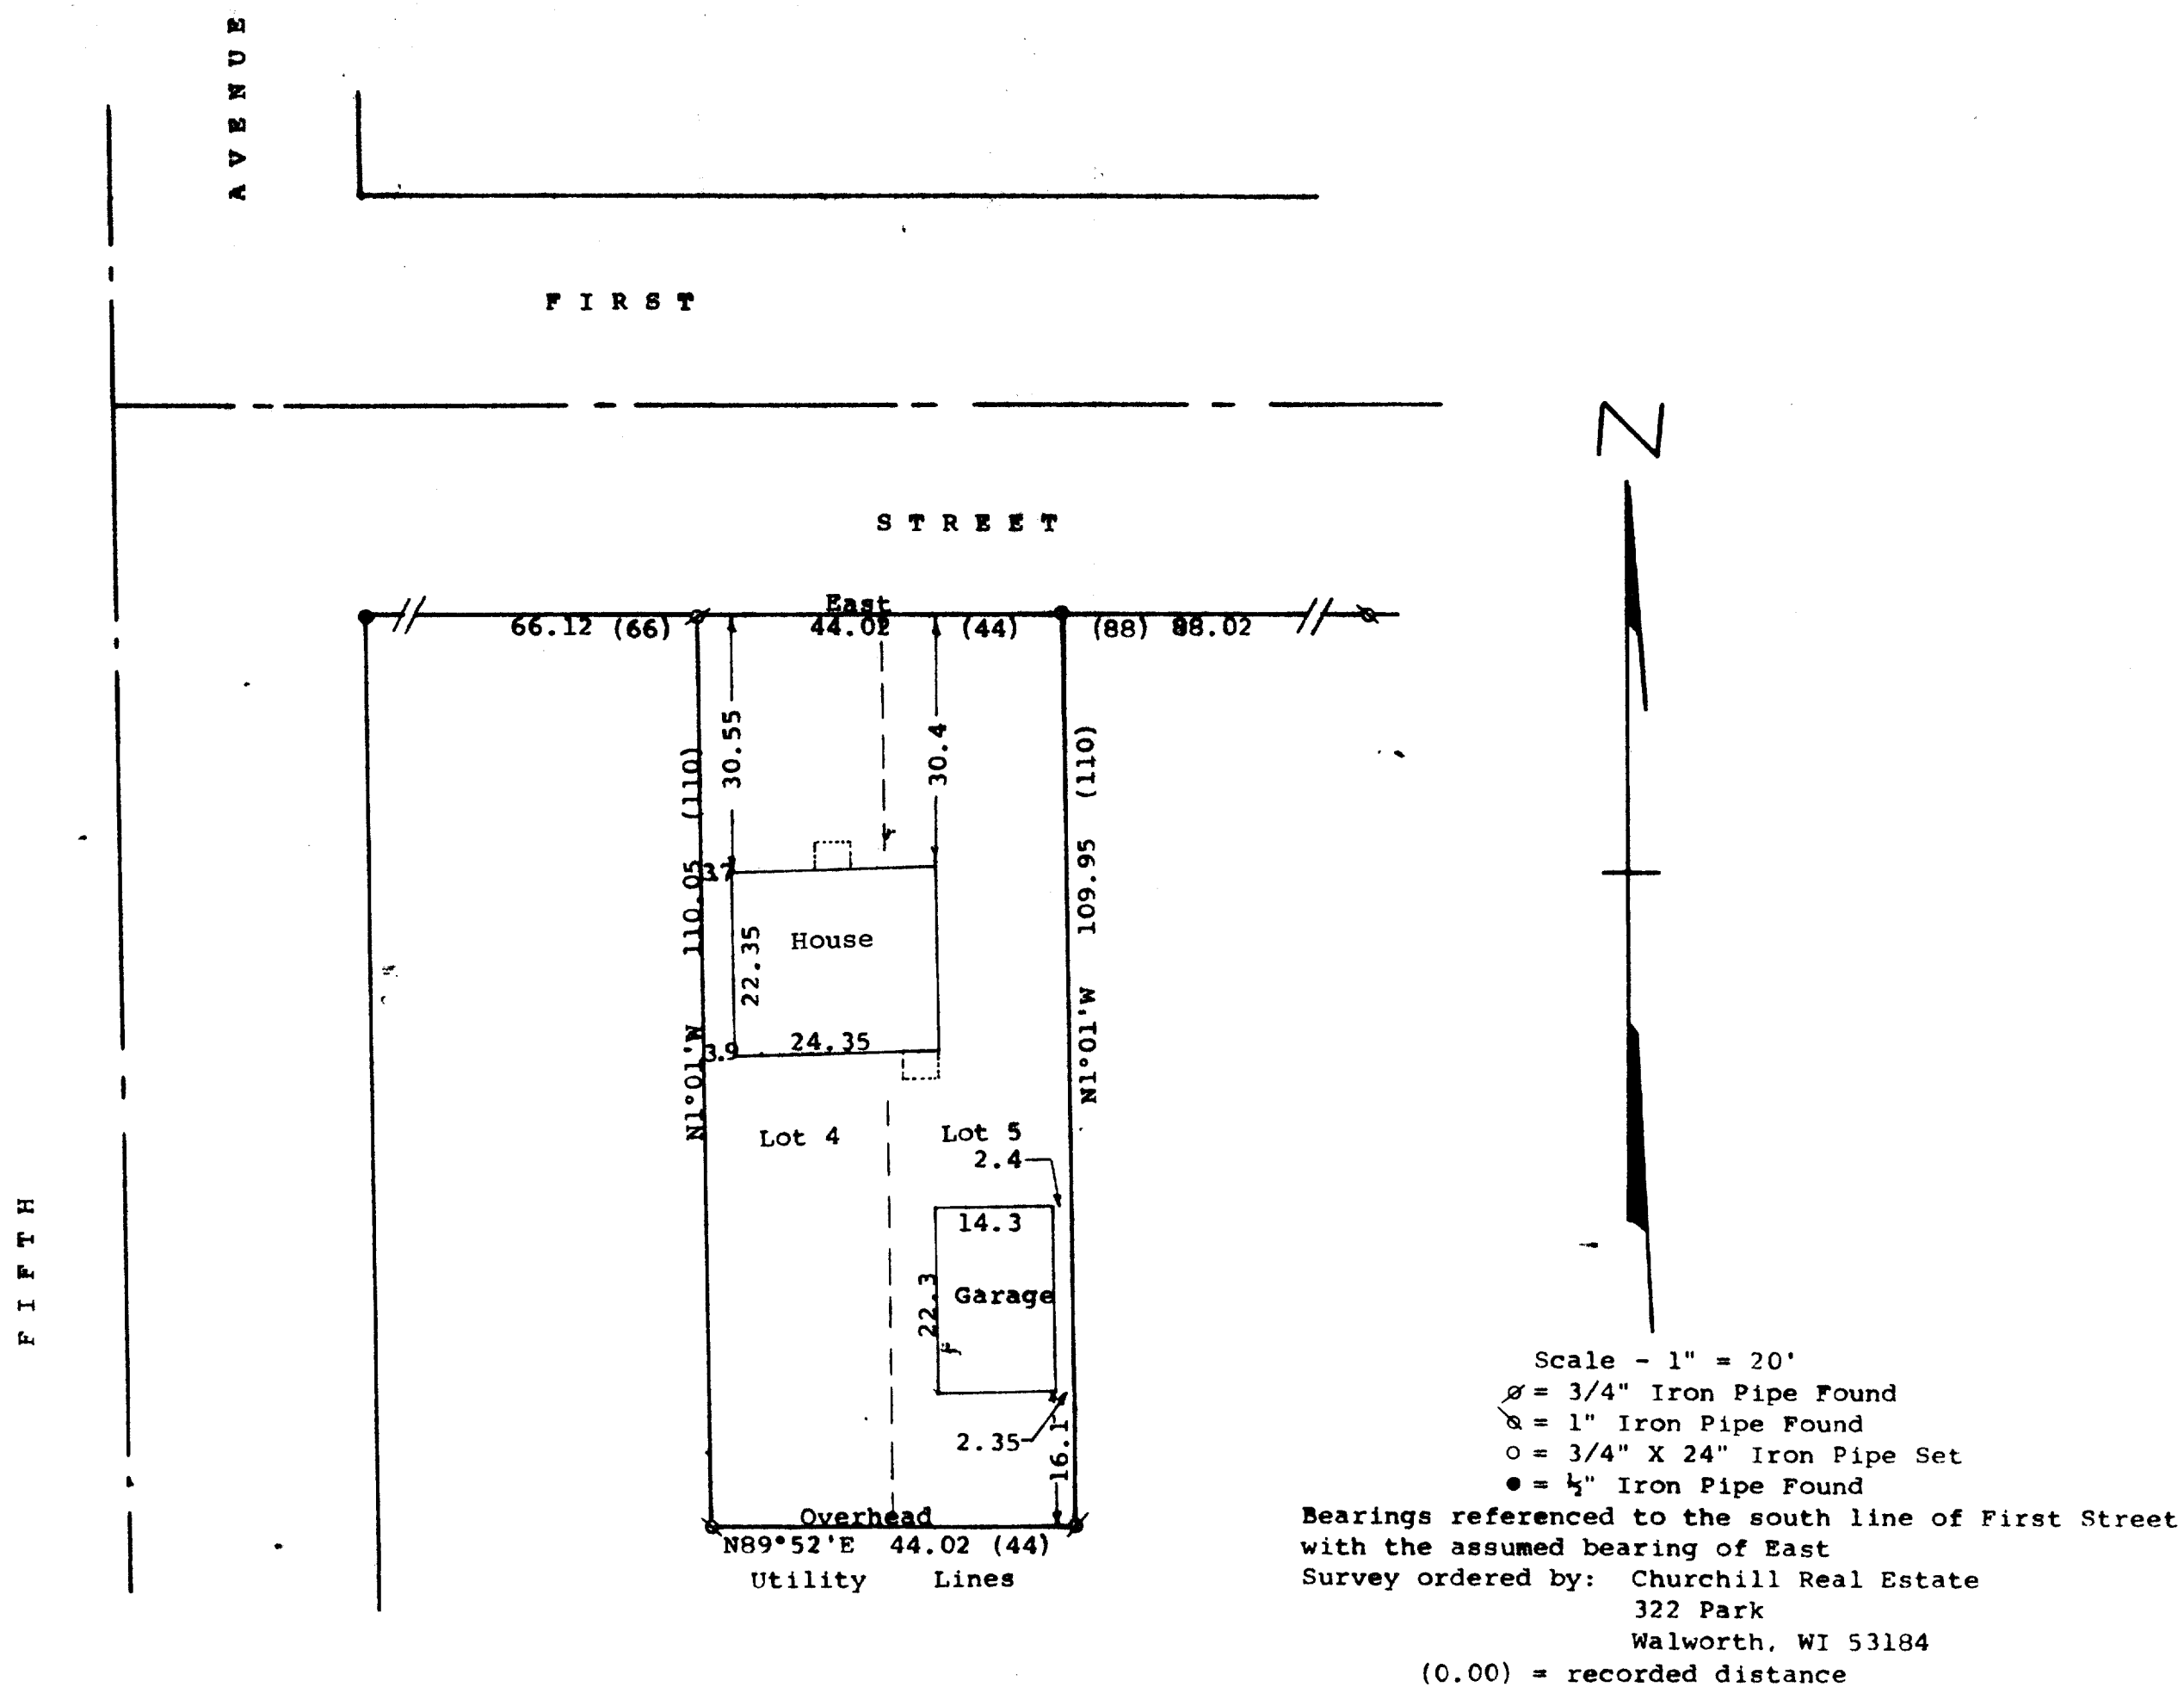 AVENUE
FIRST
STREET
East
66.12 (66)
44.02 (44)
(88) 88.02
30.55
30.4
N1°01'W 110.05 (110)
N1°01'W 109.95 (110)
3.7
House
22.35
24.35
3.9
Lot 4
Lot 5
2.4
14.3
22.3
Garage
2.35
16.1
FIFTH
Overhead
N89°52'E 44.02 (44)
Utility Lines
N
Scale - 1" = 20'
= 3/4" Iron Pipe Found
= 1" Iron Pipe Found
o = 3/4" X 24" Iron Pipe Set
● = ½" Iron Pipe Found
Bearings referenced to the south line of First Street
with the assumed bearing of East
Survey ordered by: Churchill Real Estate
322 Park
Walworth, WI 53184
(0.00) = recorded distance